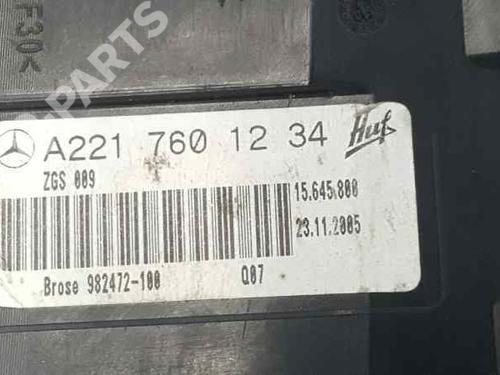 F30K
PARTS
A221 760 12 34 Huf
ZGS 009
15.645.800
23.11.2005
Brose 982472-100 Q07